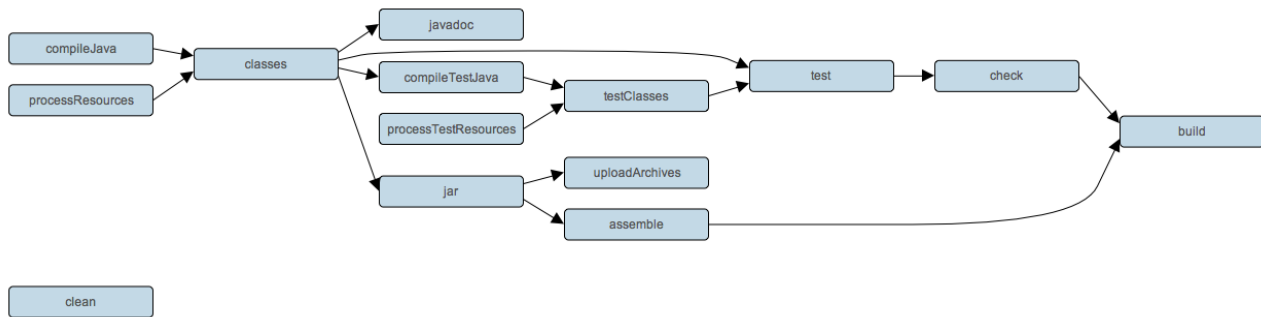 compileJava
processResources
classes
javadoc
compileTestJava
processTestResources
jar
testClasses
uploadArchives
assemble
test
check
build
clean